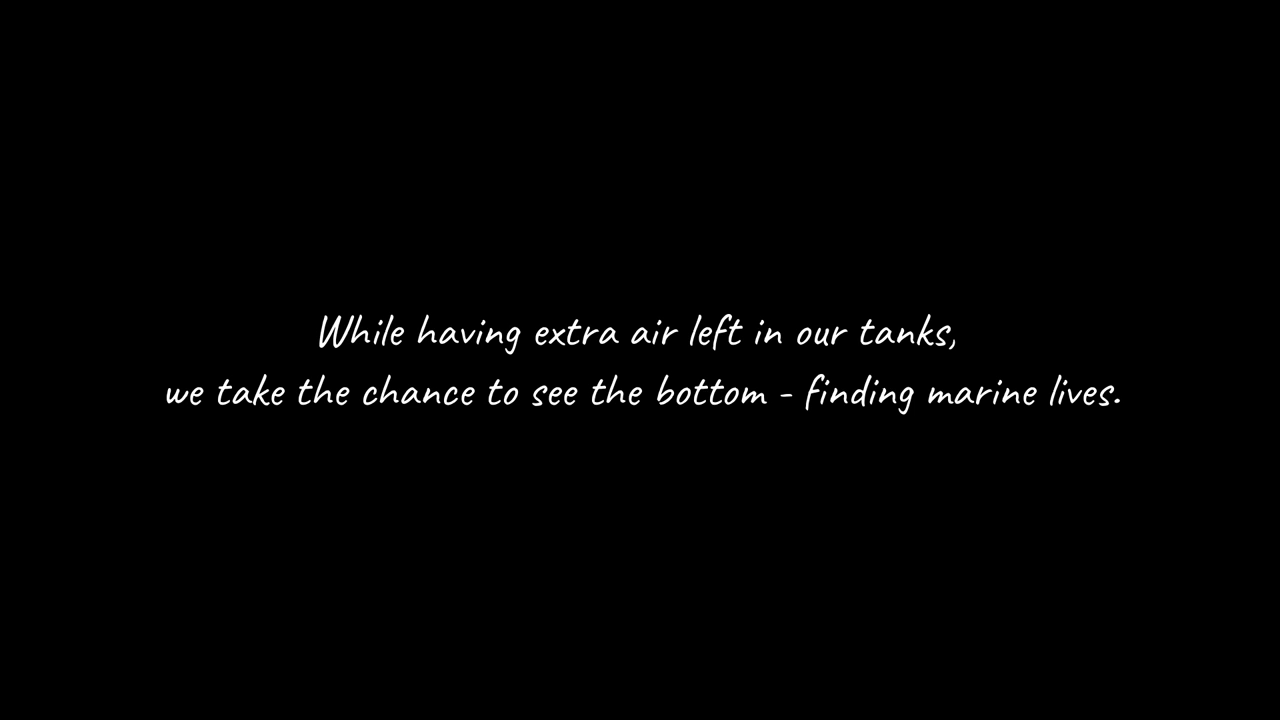 While having extra air left in our tanks,
we take the chance to see the bottom - finding marine lives.